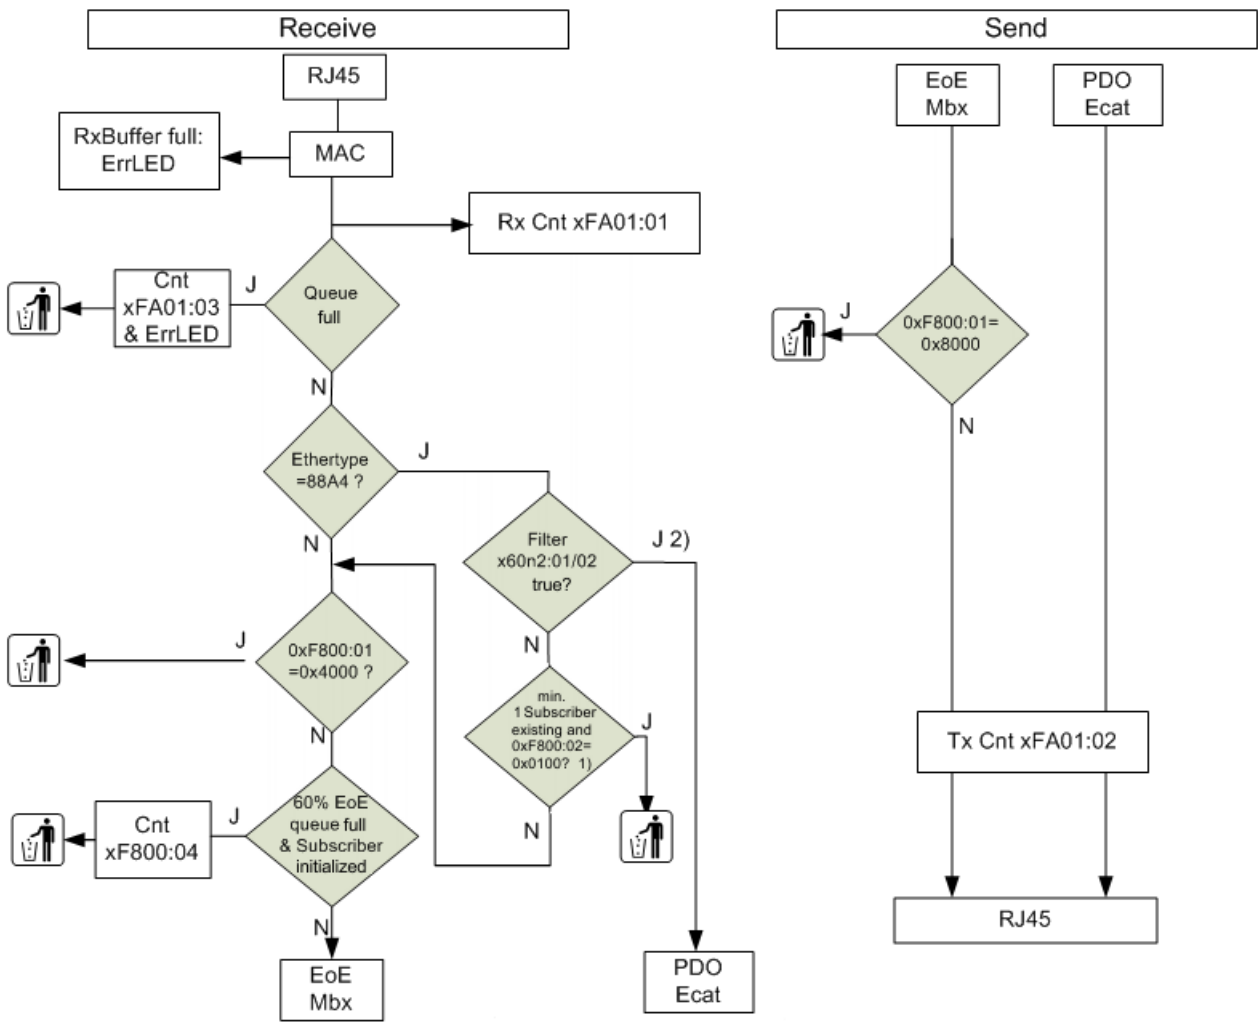 Receive
RJ45
RxBuffer full:
ErrLED
MAC
Rx Cnt xFA01:01
Queue
full
J
Cnt
xFA01:03
& ErrLED
N
Ethertype
=88A4 ?
J
N
Filter
x60n2:01/02
true?
J 2)
N
0xF800:01
=0x4000 ?
J
N
min.
1 Subscriber
existing and
0xF800:02=
0x0100? 1)
J
N
60% EoE
queue full
& Subscriber
initialized
J
Cnt
xF800:04
N
EoE
Mbx
PDO
Ecat
Send
EoE
Mbx
PDO
Ecat
0xF800:01=
0x8000
J
N
Tx Cnt xFA01:02
RJ45